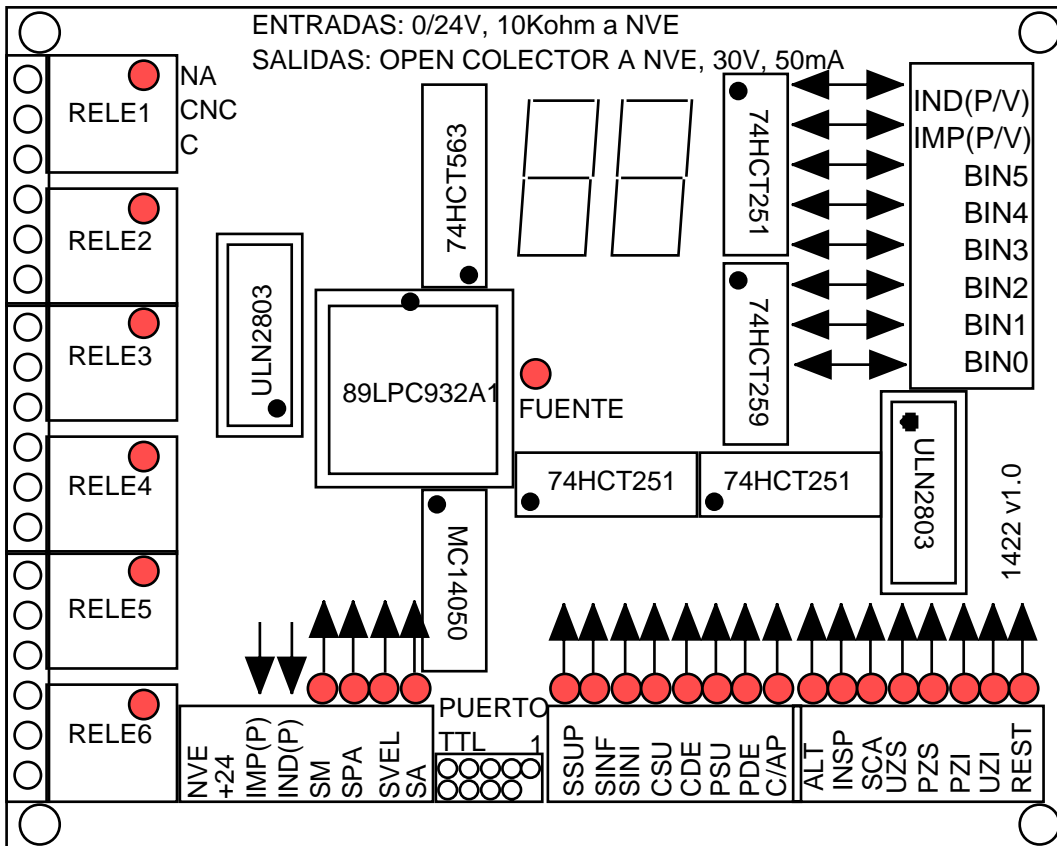 ENTRADAS: 0/24V, 10Kohm a NVE
SALIDAS: OPEN COLECTOR A NVE, 30V, 50mA
RELE1
NA
CNC
C
RELE2
RELE3
RELE4
RELE5
RELE6
ULN2803
74HCT563
89LPC932A1
FUENTE
MC14050
74HCT251
74HCT259
74HCT251
74HCT251
ULN2803
1422 v1.0
IND(P/V)
IMP(P/V)
BIN5
BIN4
BIN3
BIN2
BIN1
BIN0
NVE
+24
IMP(P)
IND(P)
SM
SPA
SVEL
SA
PUERTO
TTL 1
SSUP
SINF
SINI
CSU
CDE
PSU
PDE
C/AP
ALT
INSP
SCA
UZS
PZS
PZI
UZI
REST